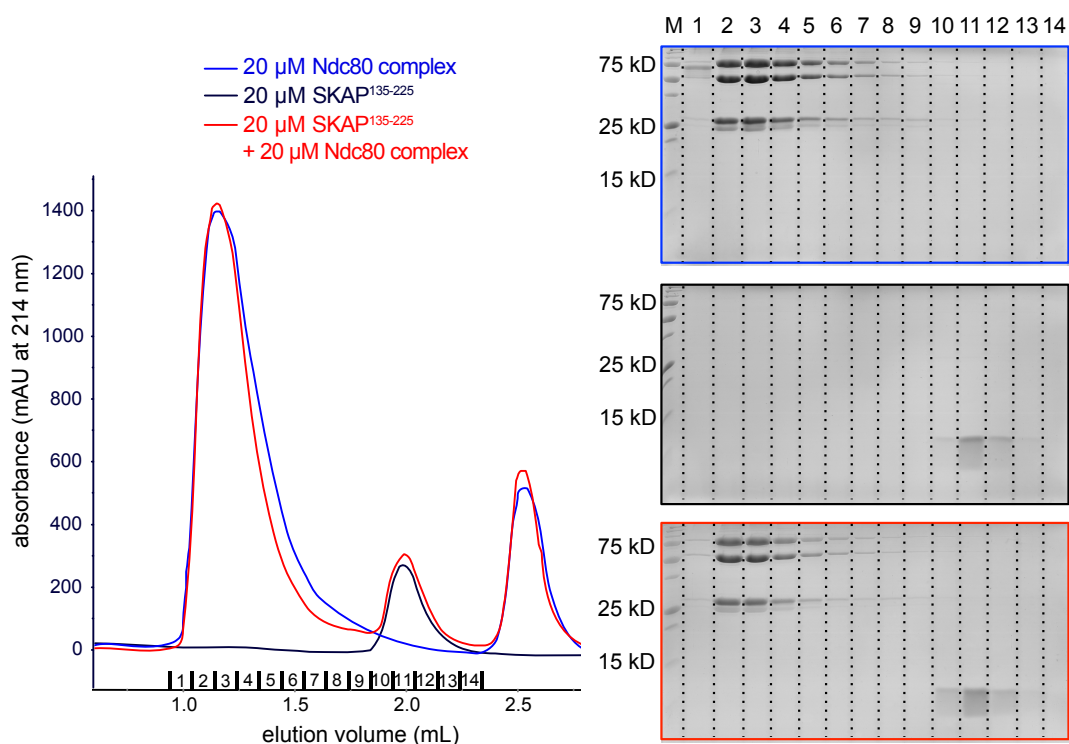 20 µM Ndc80 complex
20 µM SKAP135-225
20 µM SKAP135-225
+ 20 µM Ndc80 complex
absorbance (mAU at 214 nm)
1400
1200
1000
800
600
400
200
0
1 2 3 4 5 6 7 8 9 10 11 12 13 14
1.0 1.5 2.0 2.5
elution volume (mL)
M 1 2 3 4 5 6 7 8 9 10 11 12 13 14
75 kD
25 kD
15 kD
75 kD
25 kD
15 kD
75 kD
25 kD
15 kD